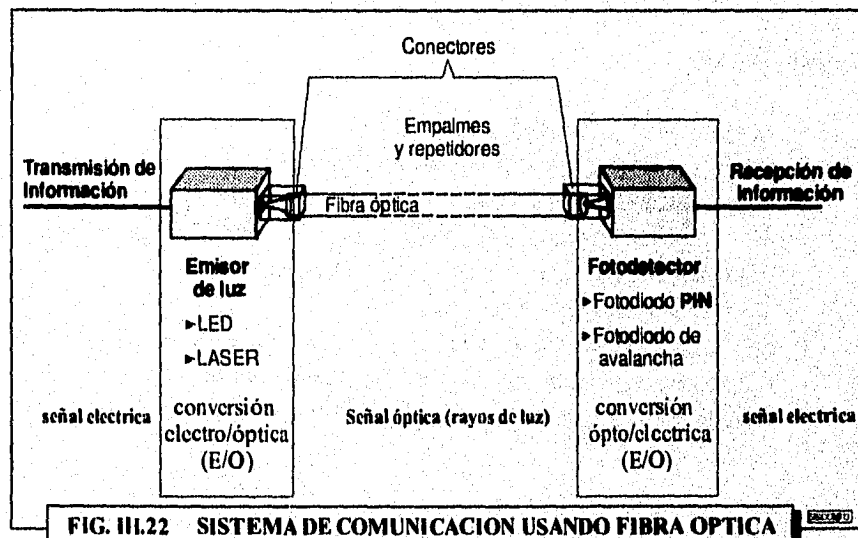 Conectores
Empalmes
y repetidores
Transmisión de
Información
Recepción de
Información
Fibra óptica
Emisor
de luz
▸LED
▸LASER
Fotodetector
▸Fotodiodo PIN
▸Fotodiodo de
avalancha
señal electrica
conversión
electro/óptica
(E/O)
Señal óptica (rayos de luz)
conversión
ópto/electrica
(E/O)
señal electrica
FIG. III.22 SISTEMA DE COMUNICACION USANDO FIBRA OPTICA